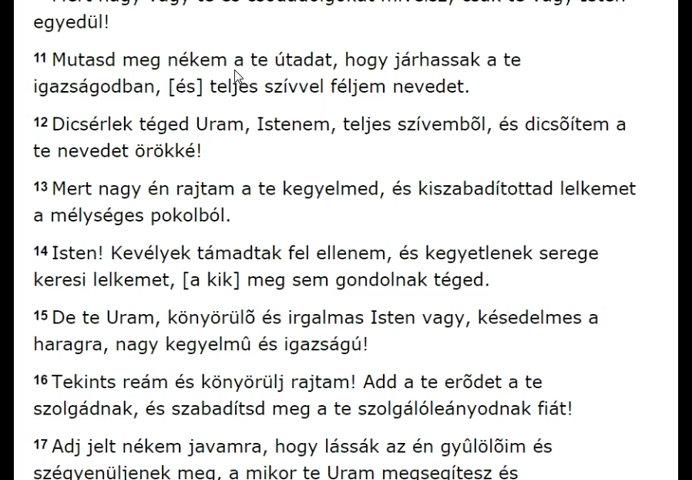 egyedül!
11 Mutasd meg nékem a te útadat, hogy járhassak a te
igazságodban, [és] teljes szívvel féljem nevedet.
12 Dicsérlek téged Uram, Istenem, teljes szívembõl, és dicsõítem a
te nevedet örökké!
13 Mert nagy én rajtam a te kegyelmed, és kiszabadítottad lelkemet
a mélységes pokolból.
14 Isten! Kevélyek támadtak fel ellenem, és kegyetlenek serege
keresi lelkemet, [a kik] meg sem gondolnak téged.
15 De te Uram, könyörülõ és irgalmas Isten vagy, késedelmes a
haragra, nagy kegyelmû és igazságú!
16 Tekints reám és könyörülj rajtam! Add a te erõdet a te
szolgádnak, és szabadítsd meg a te szolgálóleányodnak fiát!
17 Adj jelt nékem javamra, hogy lássák az én gyûlölõim és
szégyenüljenek meg, a mikor te Uram megsegítesz és